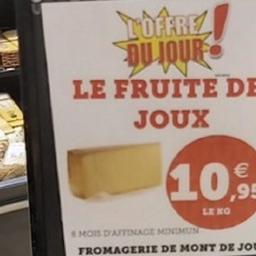 L'OFFRE
DU JOUR !
LE FRUITE DE
JOUX
10€,95
LE KG
8 MOIS D'AFFINAGE MINIMUN
FROMAGERIE DE MONT DE JOU